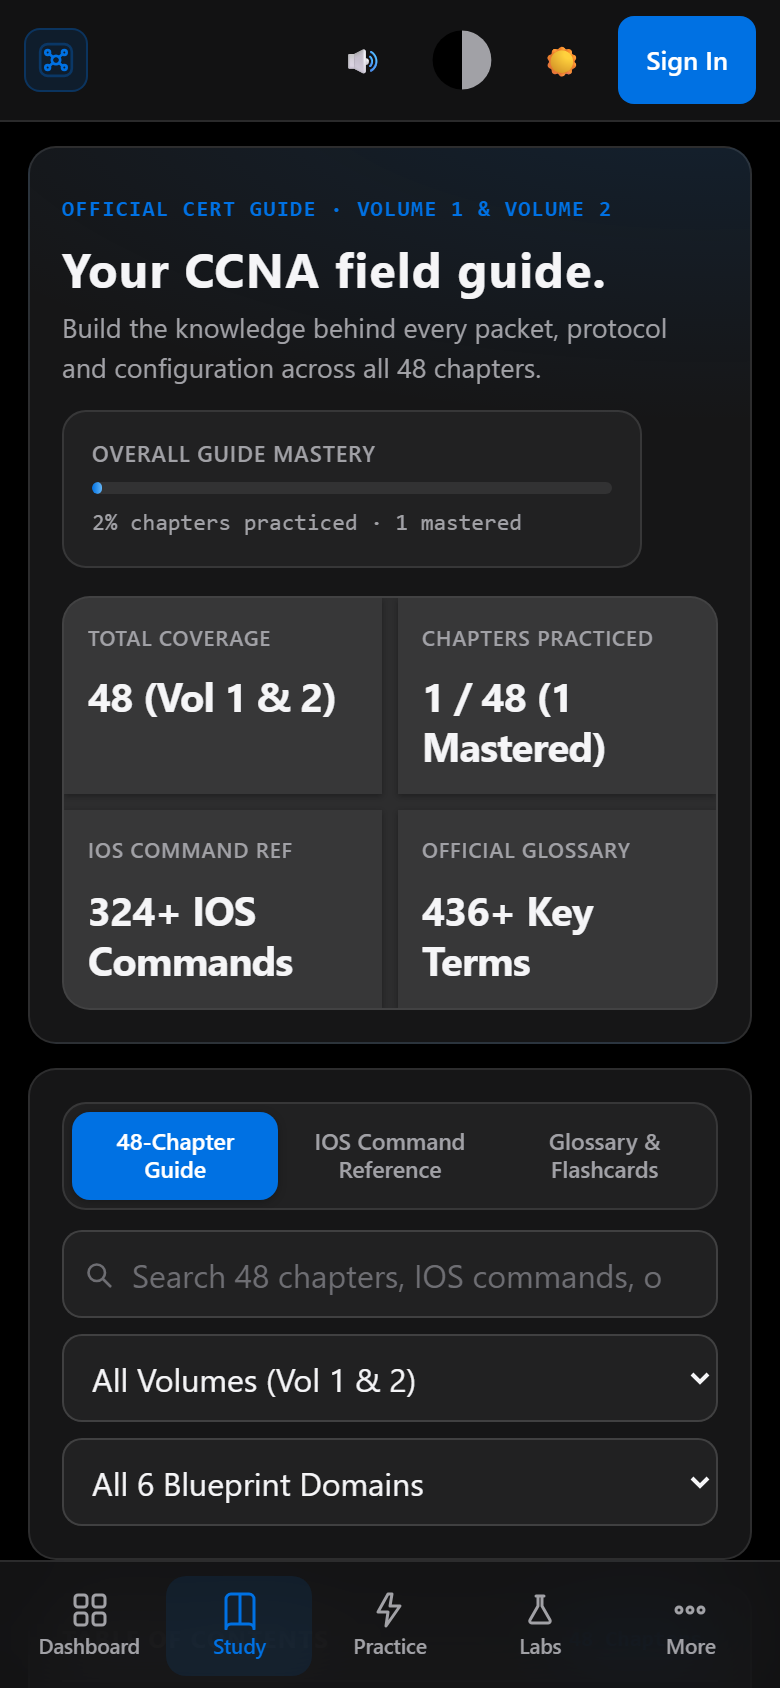 Sign In
OFFICIAL CERT GUIDE · VOLUME 1 & VOLUME 2
Your CCNA field guide.
Build the knowledge behind every packet, protocol
and configuration across all 48 chapters.
OVERALL GUIDE MASTERY
2% chapters practiced · 1 mastered
TOTAL COVERAGE
48 (Vol 1 & 2)
CHAPTERS PRACTICED
1 / 48 (1
Mastered)
IOS COMMAND REF
324+ IOS
Commands
OFFICIAL GLOSSARY
436+ Key
Terms
48-Chapter
Guide
IOS Command
Reference
Glossary &
Flashcards
Search 48 chapters, IOS commands, o
All Volumes (Vol 1 & 2)
All 6 Blueprint Domains
Dashboard
Study
Practice
Labs
More